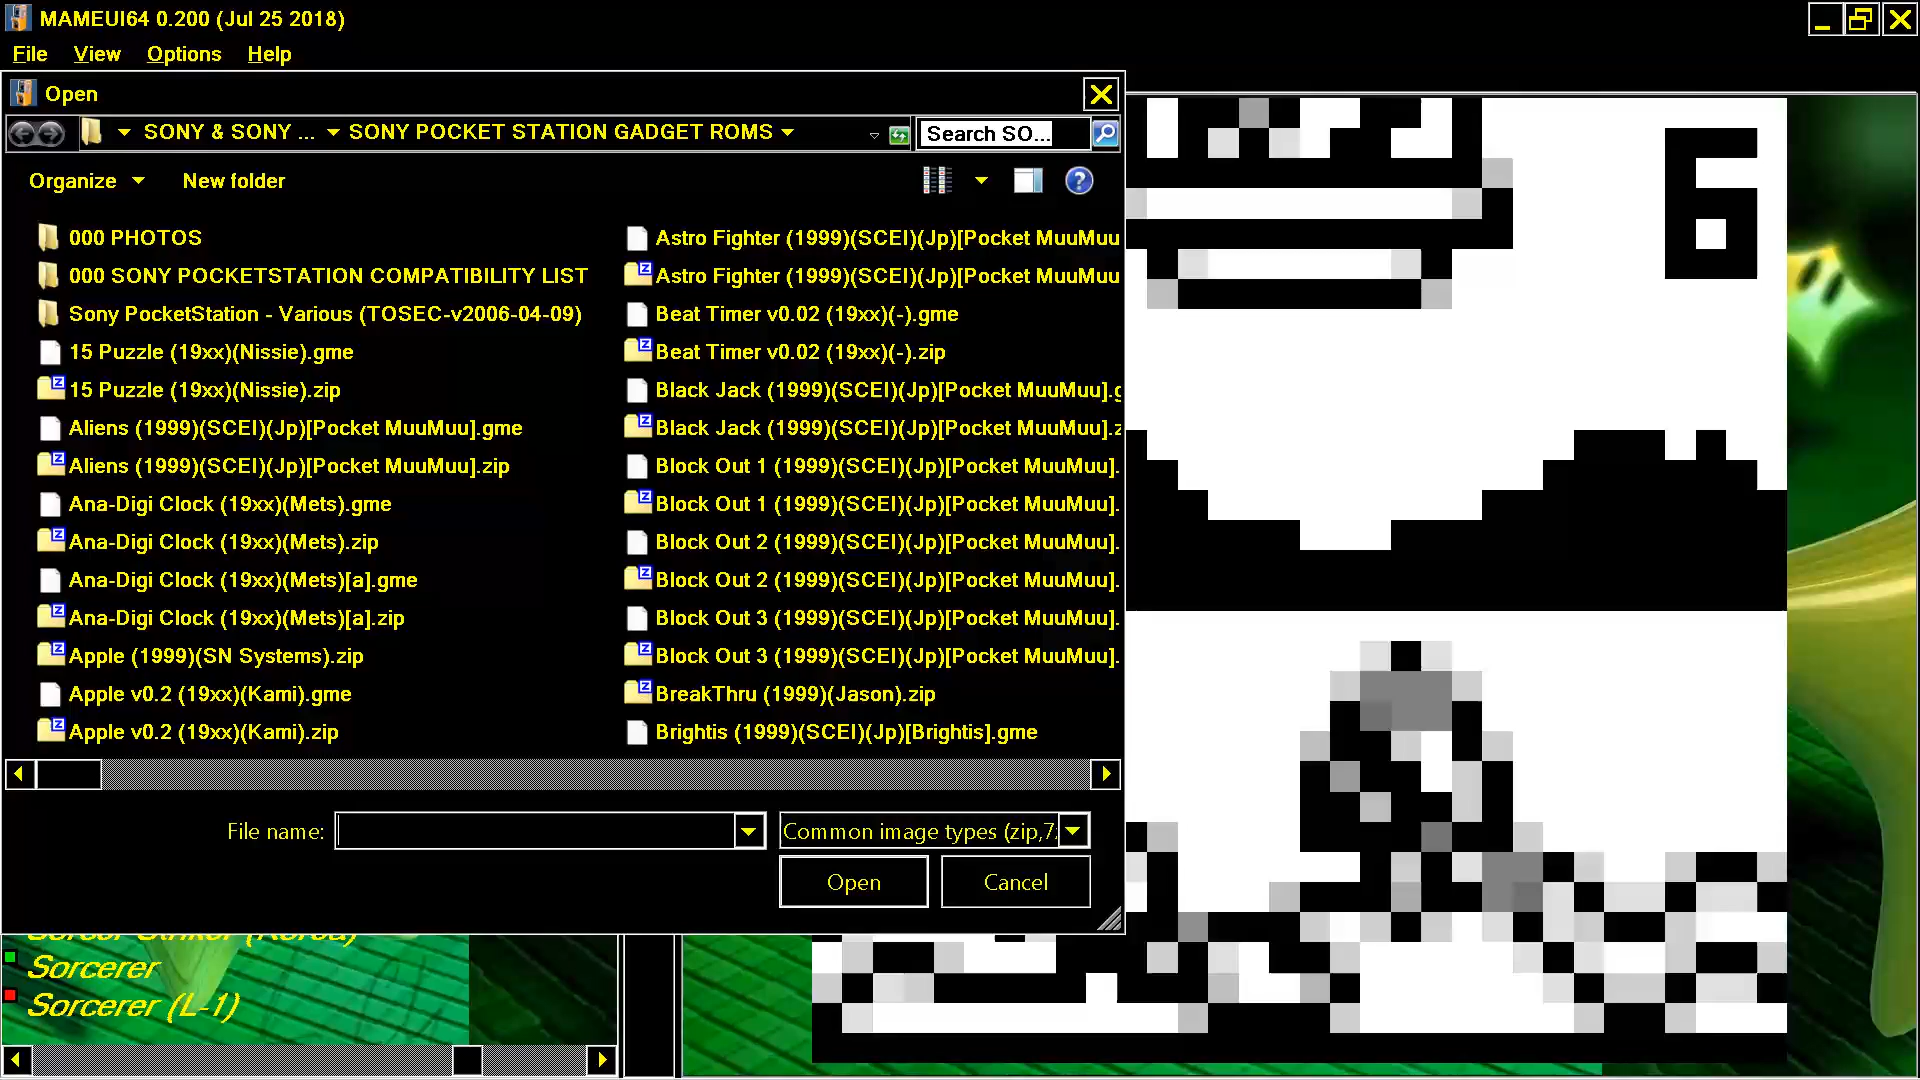 MAMEUI64 0.200 (Jul 25 2018)
File View Options Help
Open
SONY & SONY ... SONY POCKET STATION GADGET ROMS
Search SO...
Organize New folder
000 PHOTOS
000 SONY POCKETSTATION COMPATIBILITY LIST
Sony PocketStation - Various (TOSEC-v2006-04-09)
15 Puzzle (19xx)(Nissie).gme
15 Puzzle (19xx)(Nissie).zip
Aliens (1999)(SCEI)(Jp)[Pocket MuuMuu].gme
Aliens (1999)(SCEI)(Jp)[Pocket MuuMuu].zip
Ana-Digi Clock (19xx)(Mets).gme
Ana-Digi Clock (19xx)(Mets).zip
Ana-Digi Clock (19xx)(Mets)[a].gme
Ana-Digi Clock (19xx)(Mets)[a].zip
Apple (1999)(SN Systems).zip
Apple v0.2 (19xx)(Kami).gme
Apple v0.2 (19xx)(Kami).zip
Astro Fighter (1999)(SCEI)(Jp)[Pocket MuuMuu
Astro Fighter (1999)(SCEI)(Jp)[Pocket MuuMuu
Beat Timer v0.02 (19xx)(-).gme
Beat Timer v0.02 (19xx)(-).zip
Black Jack (1999)(SCEI)(Jp)[Pocket MuuMuu].g
Black Jack (1999)(SCEI)(Jp)[Pocket MuuMuu].z
Block Out 1 (1999)(SCEI)(Jp)[Pocket MuuMuu].
Block Out 1 (1999)(SCEI)(Jp)[Pocket MuuMuu].
Block Out 2 (1999)(SCEI)(Jp)[Pocket MuuMuu].
Block Out 2 (1999)(SCEI)(Jp)[Pocket MuuMuu].
Block Out 3 (1999)(SCEI)(Jp)[Pocket MuuMuu].
Block Out 3 (1999)(SCEI)(Jp)[Pocket MuuMuu].
BreakThru (1999)(Jason).zip
Brightis (1999)(SCEI)(Jp)[Brightis].gme
File name:
Common image types (zip,7
Open Cancel
6
Sorcer Striker (Korea)
Sorcerer
Sorcerer (L-1)